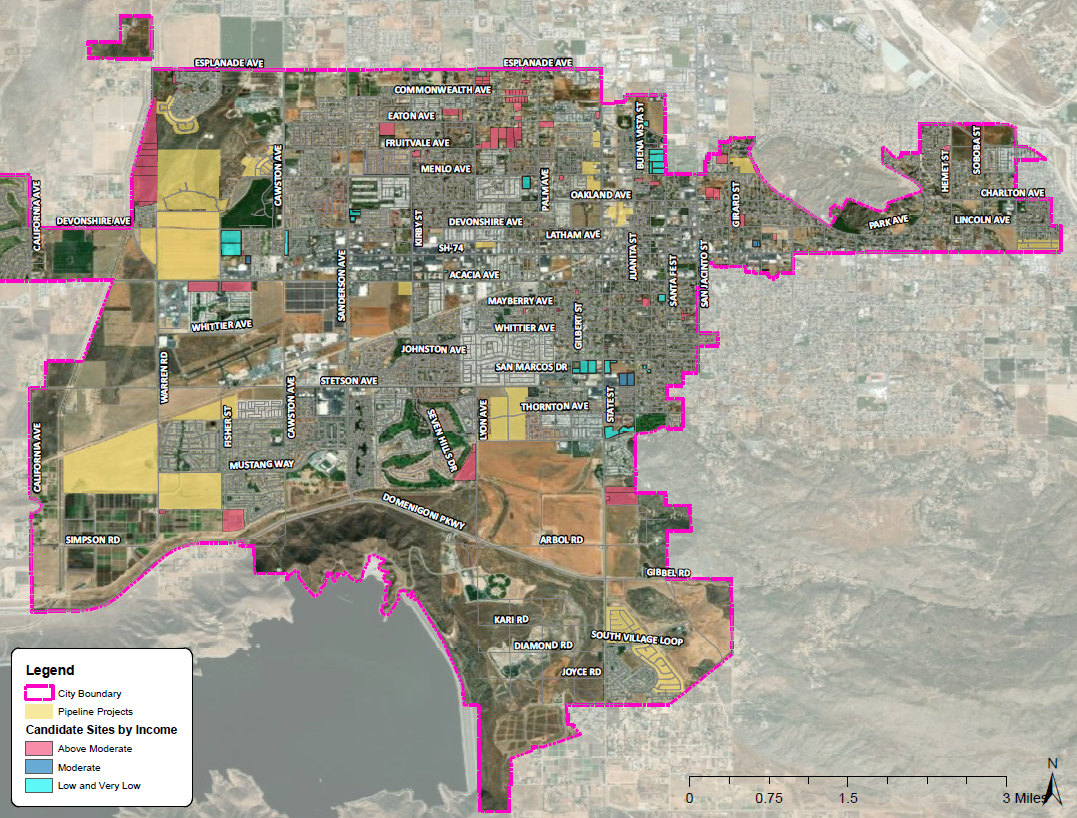 ESPLANADE AVE
ESPLANADE AVE
COMMONWEALTH AVE
EATON AVE
BUENA VISTA ST
FRUITVALE AVE
CAWSTON AVE
MENLO AVE
HEMET ST
SOBOBA ST
CALIFORNIA AVE
PALM AVE
OAKLAND AVE
GIRARD ST
CHARLTON AVE
DEVONSHIRE AVE
KIRBY ST
DEVONSHIRE AVE
PARK AVE
LINCOLN AVE
LATHAM AVE
SH-74
JUANITA ST
SANTA FE ST
SAN JACINTO ST
SANDERSON AVE
ACACIA AVE
MAYBERRY AVE
GILBERT ST
WHITTIER AVE
WHITTIER AVE
JOHNSTON AVE
WARREN RD
SAN MARCOS DR
STETSON AVE
CAWSTON AVE
FISHER ST
LYON AVE
THORNTON AVE
STATE ST
SEVEN HILLS DR
CALIFORNIA AVE
MUSTANG WAY
DOMENIGONI PKWY
SIMPSON RD
ARBOL RD
GIBBEL RD
KARI RD
SOUTH VILLAGE LOOP
DIAMOND RD
JOYCE RD
Legend
City Boundary
Pipeline Projects
Candidate Sites by Income
Above Moderate
Moderate
Low and Very Low
N
0 0.75 1.5 3 Miles